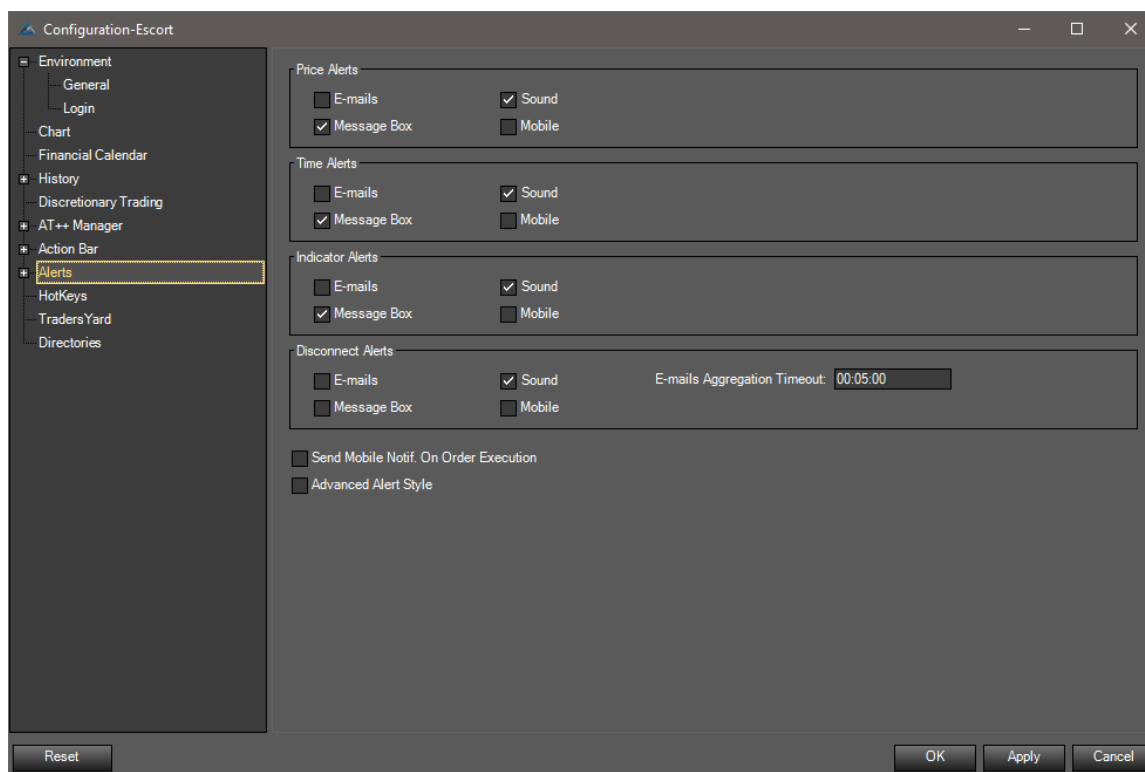 Configuration-Escort
Environment
General
Login
Chart
Financial Calendar
History
Discretionary Trading
AT++ Manager
Action Bar
Alerts
HotKeys
TradersYard
Directories
Price Alerts
E-mails Sound
Message Box Mobile
Time Alerts
E-mails Sound
Message Box Mobile
Indicator Alerts
E-mails Sound
Message Box Mobile
Disconnect Alerts
E-mails Sound E-mails Aggregation Timeout: 00:05:00
Message Box Mobile
Send Mobile Notif. On Order Execution
Advanced Alert Style
Reset OK Apply Cancel